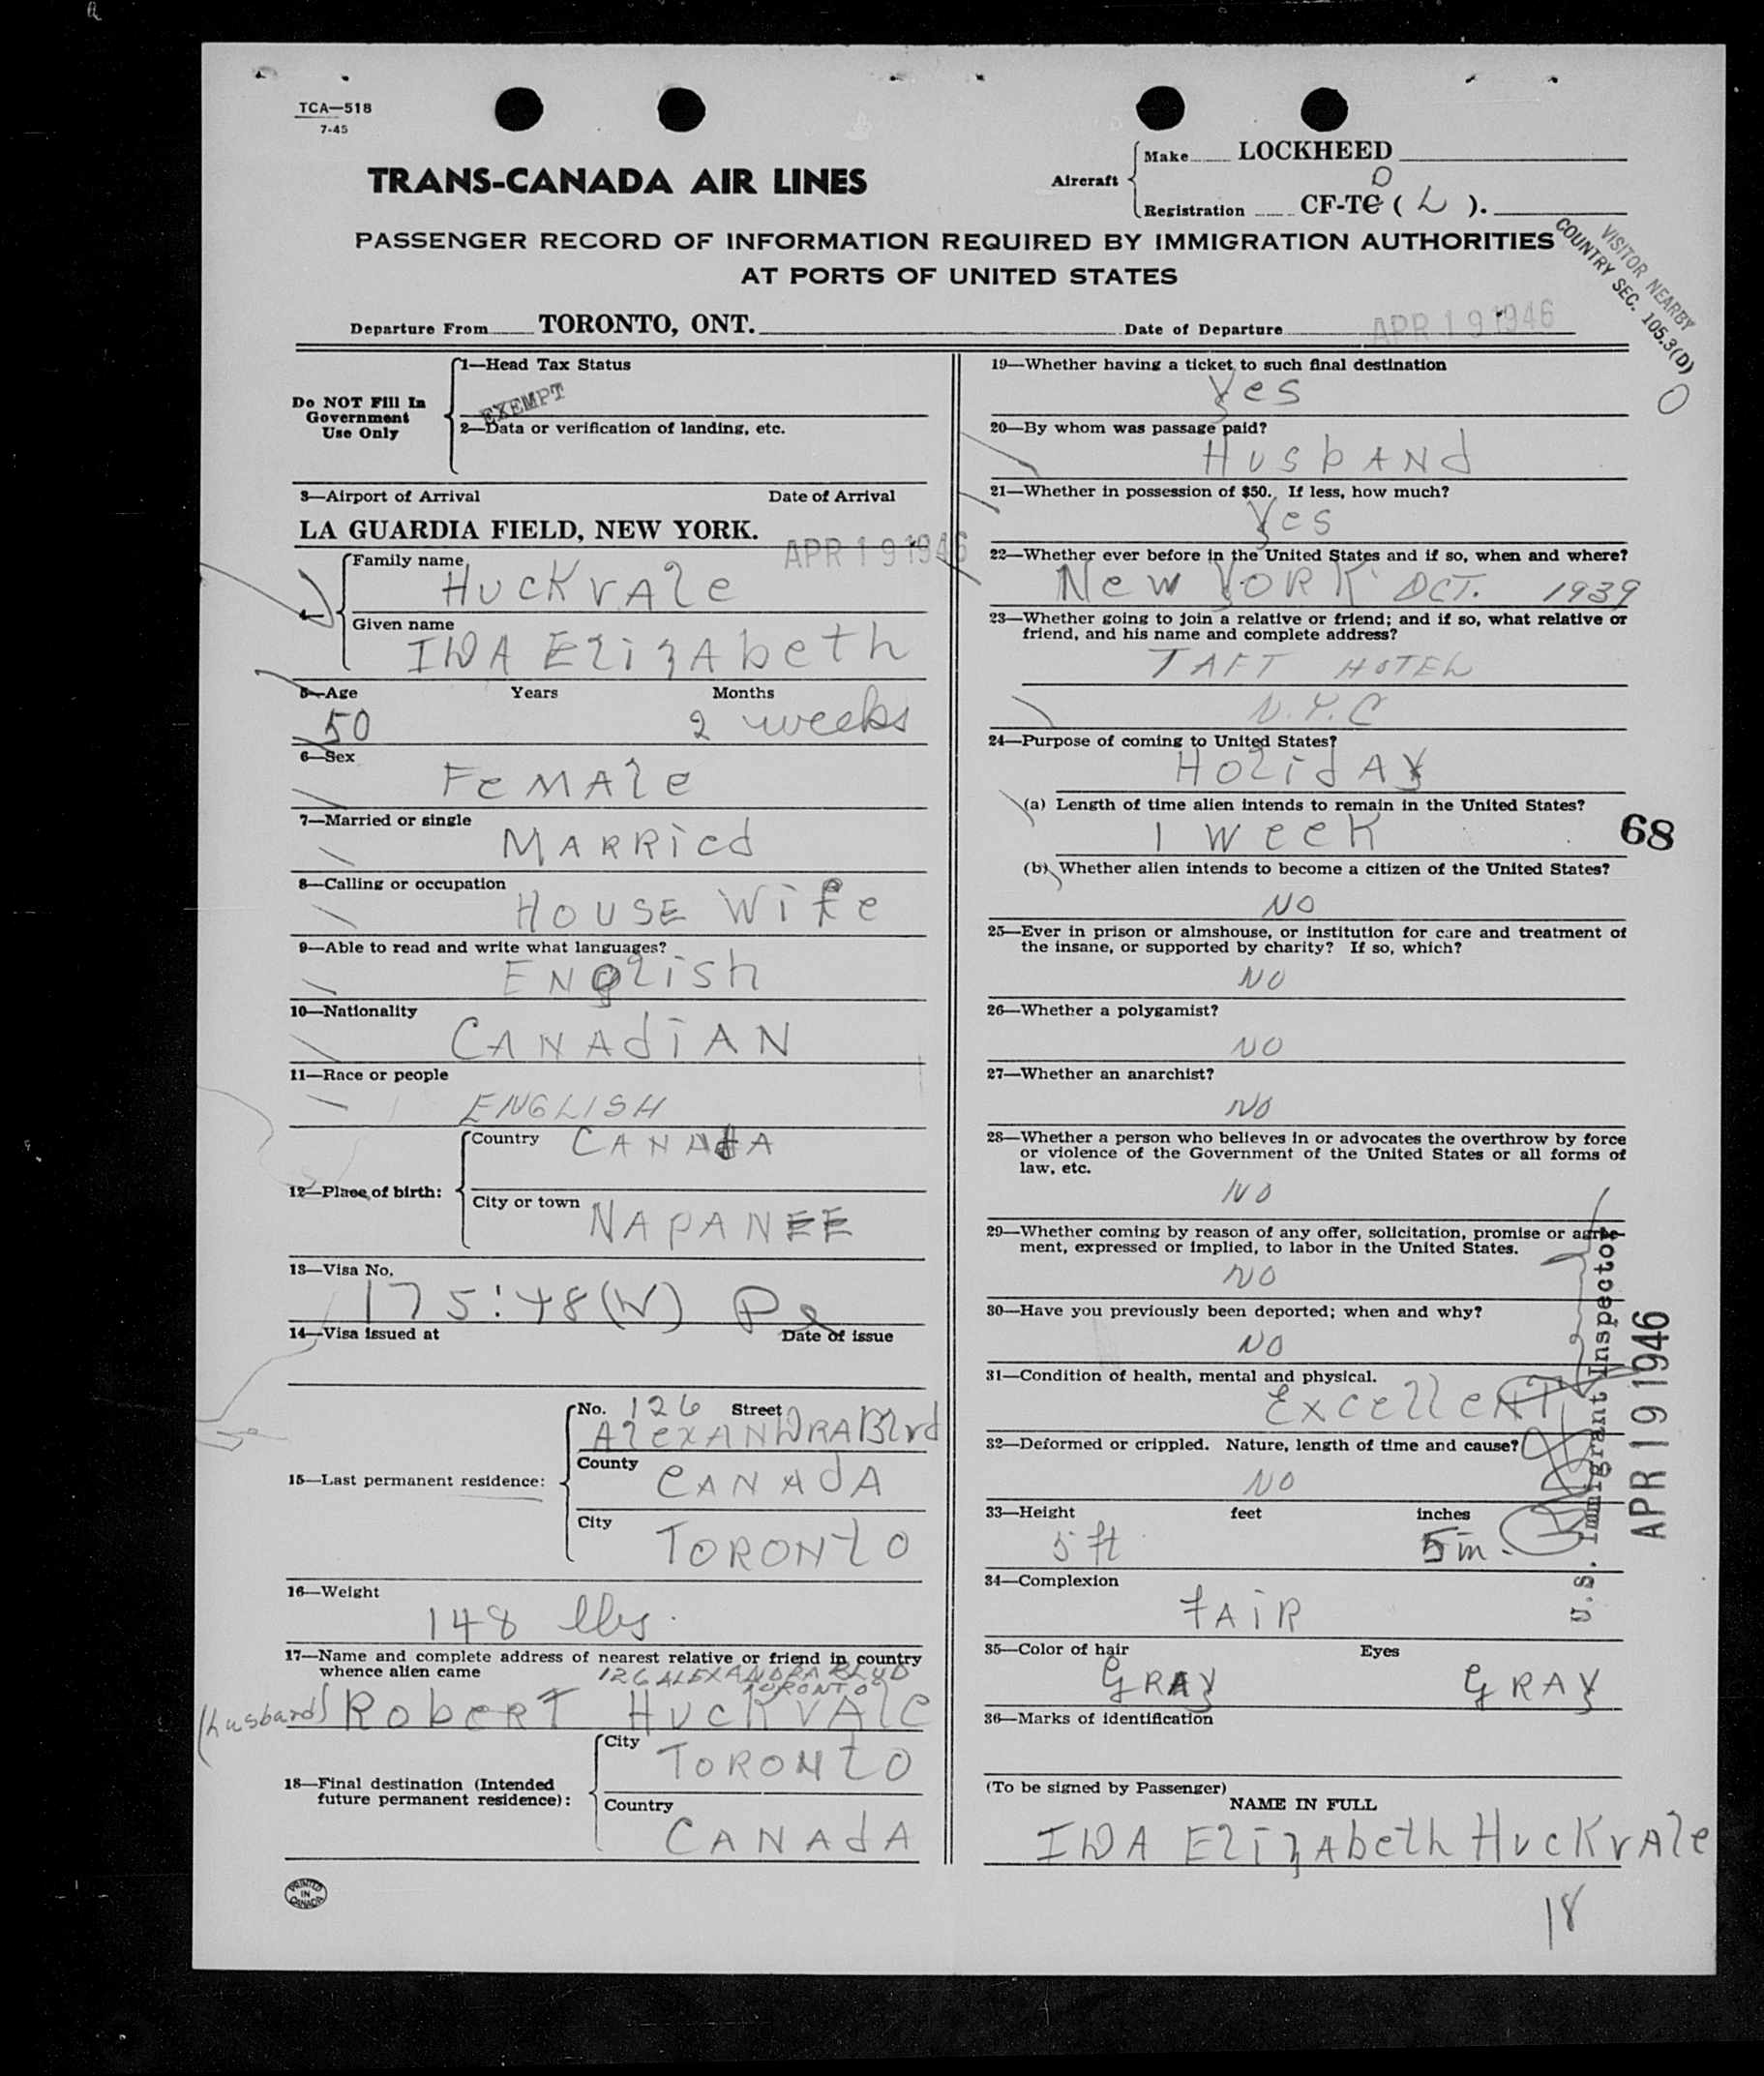 TCA—518
7-45
TRANS-CANADA AIR LINES
Aircraft
Make LOCKHEED
Registration CF-TC ( L ).
D
PASSENGER RECORD OF INFORMATION REQUIRED BY IMMIGRATION AUTHORITIES
AT PORTS OF UNITED STATES
VISITOR NEARBY
COUNTRY SEC. 105.3(D)
Departure From TORONTO, ONT. Date of Departure APR 19 1946
Do NOT Fill In
Government
Use Only
1—Head Tax Status
EXEMPT
2—Data or verification of landing, etc.
3—Airport of Arrival Date of Arrival
LA GUARDIA FIELD, NEW YORK.
APR 19 1946
Family name
HUCKVAle
Given name
IDA ElizAbeth
5—Age Years Months
50 2 weeks
6—Sex
FeMAle
7—Married or single
MARRied
8—Calling or occupation
HOUSE Wife
9—Able to read and write what languages?
ENglish
10—Nationality
CANAdiAN
11—Race or people
ENGLISH
12—Place of birth:
Country CANAdA
City or town NAPANEE
13—Visa No.
175:48(W)
14—Visa issued at Date of issue
15—Last permanent residence:
No. 126 Street
AlexANDRA Blvd
County
CANAdA
City
TORONtO
16—Weight
148 lbs.
17—Name and complete address of nearest relative or friend in country
whence alien came
126 ALEXANDRA BLVD
TORONTO
(husband) RobeRT HUCKVAle
18—Final destination (Intended
future permanent residence):
City
TORONtO
Country
CANAdA
PRINTED
IN
CANADA
19—Whether having a ticket to such final destination
Yes
0
20—By whom was passage paid?
HUSbANd
21—Whether in possession of $50. If less, how much?
Yes
22—Whether ever before in the United States and if so, when and where?
New YORK OCT. 1939
23—Whether going to join a relative or friend; and if so, what relative or
friend, and his name and complete address?
TAFT HOTEL
N.Y.C
24—Purpose of coming to United States?
HolidAy
(a) Length of time alien intends to remain in the United States?
1 week
68
(b) Whether alien intends to become a citizen of the United States?
NO
25—Ever in prison or almshouse, or institution for care and treatment of
the insane, or supported by charity? If so, which?
NO
26—Whether a polygamist?
NO
27—Whether an anarchist?
NO
28—Whether a person who believes in or advocates the overthrow by force
or violence of the Government of the United States or all forms of
law, etc.
NO
29—Whether coming by reason of any offer, solicitation, promise or agree-
ment, expressed or implied, to labor in the United States.
NO
30—Have you previously been deported; when and why?
NO
31—Condition of health, mental and physical.
ExcelleNT
32—Deformed or crippled. Nature, length of time and cause?
NO
33—Height feet inches
5 ft 5 in.
34—Complexion
fAiR
35—Color of hair Eyes
GRAy GRAy
36—Marks of identification
U.S. Immigrant Inspector
APR 19 1946
(To be signed by Passenger)
NAME IN FULL
IDA ElizAbeth HUCKVAle
18